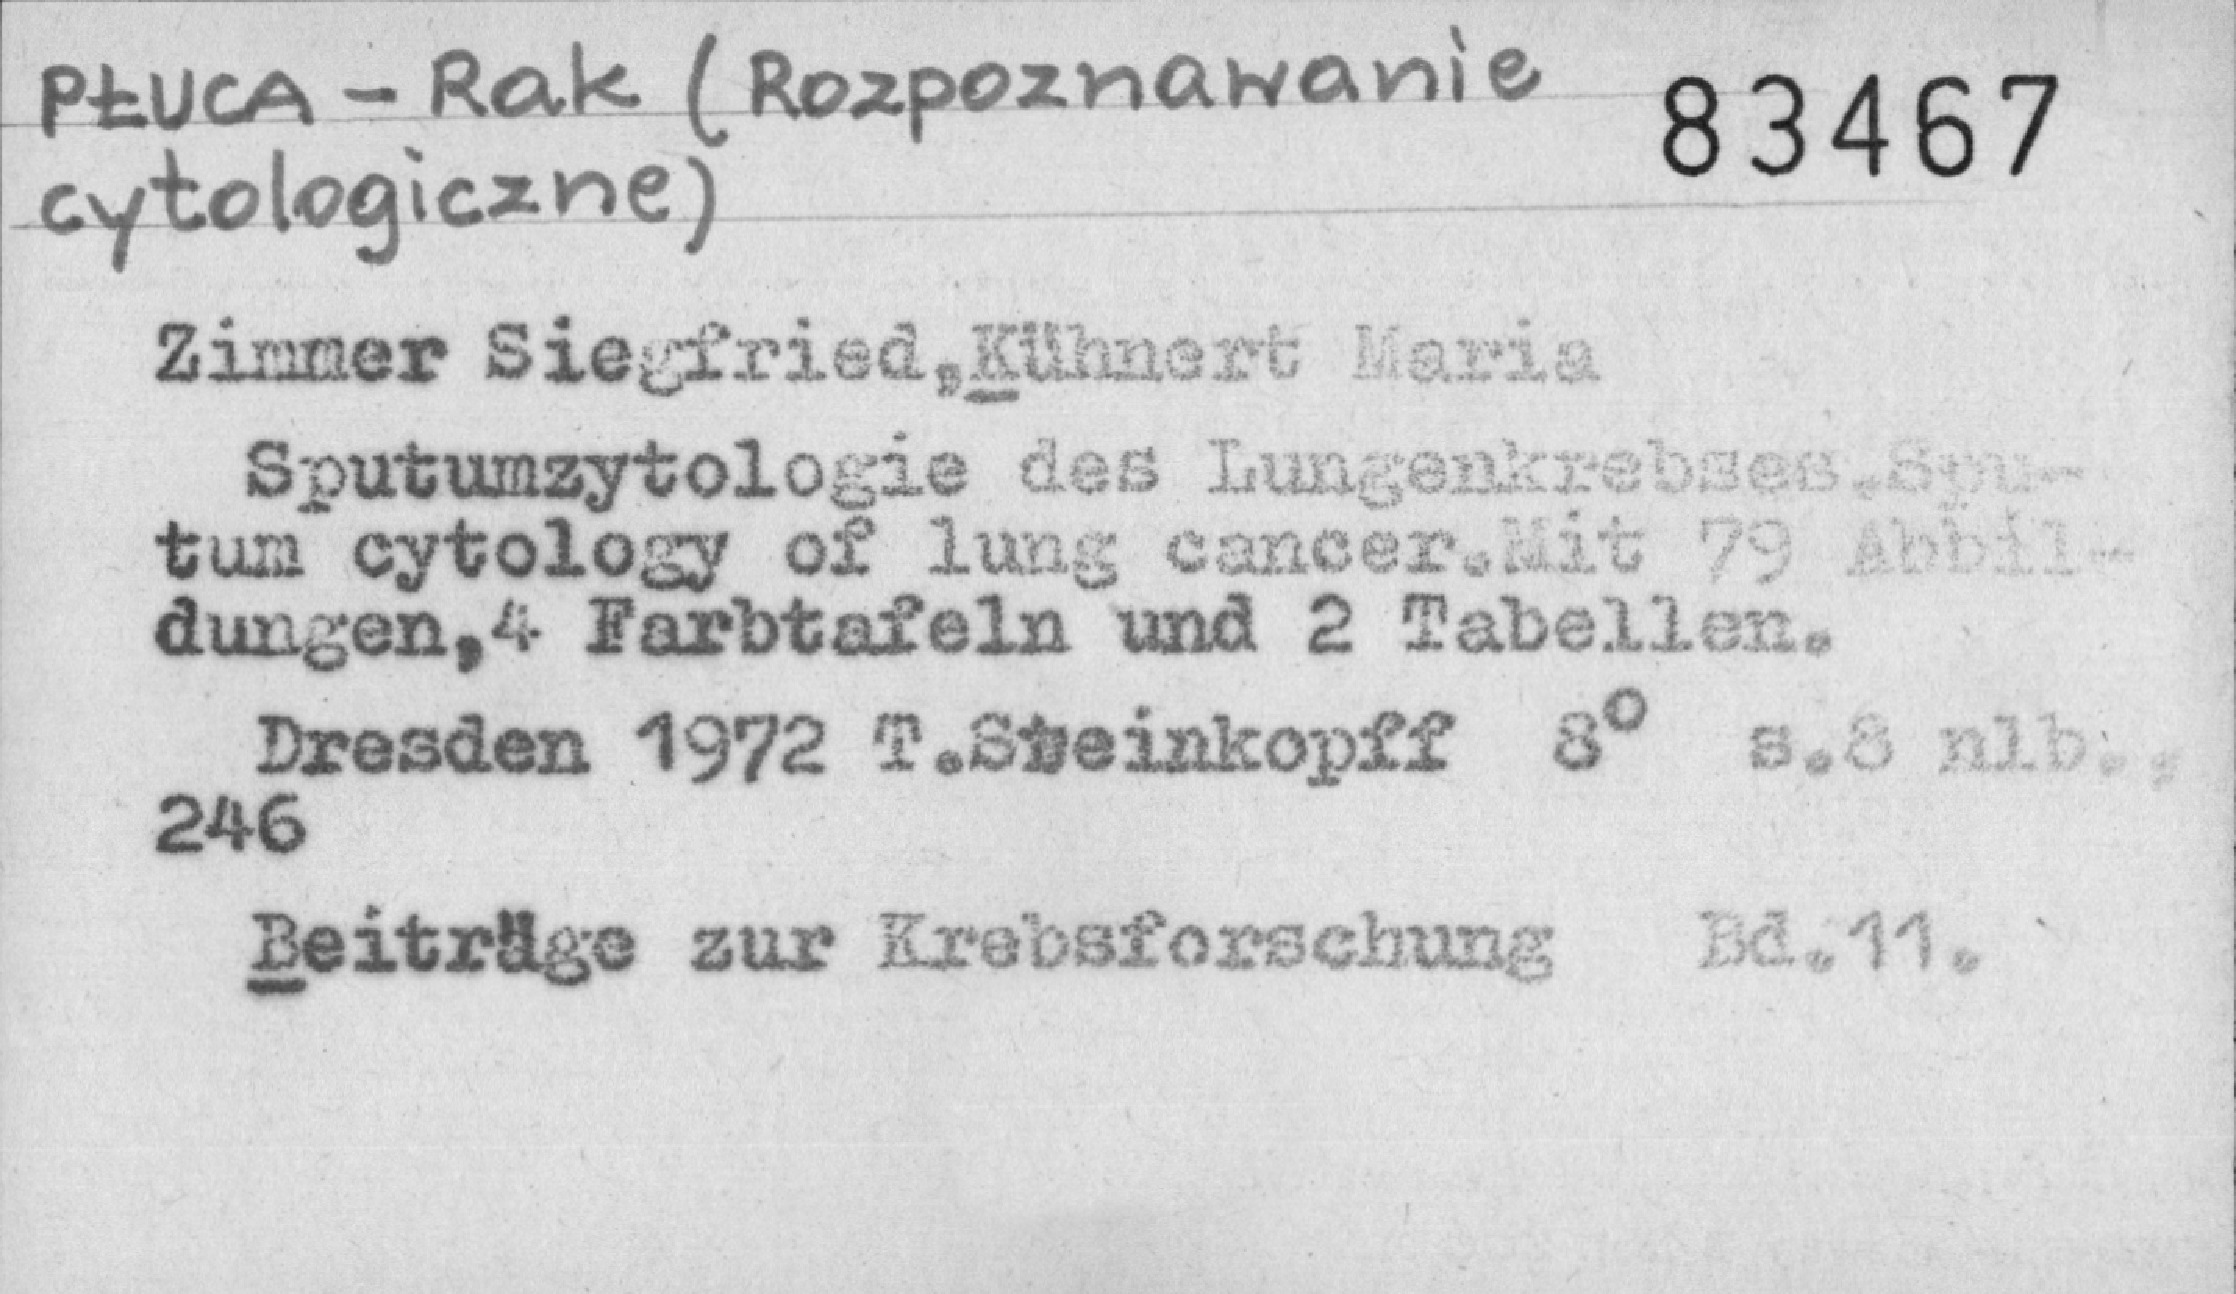 PŁUCA - Rak (Rozpoznawanie
cytologiczne)
83467
Zimmer Siegfried,Kühnert Maria
Sputumzytologie des Lungenkrebses.Spu-
tum cytology of lung cancer.Mit 79 Abbil-
dungen,4 Farbtafeln und 2 Tabellen.
Dresden 1972 T.Steinkopff 8° s.8 nlb.,
246
Beiträge zur Krebsforschung Bd.11.